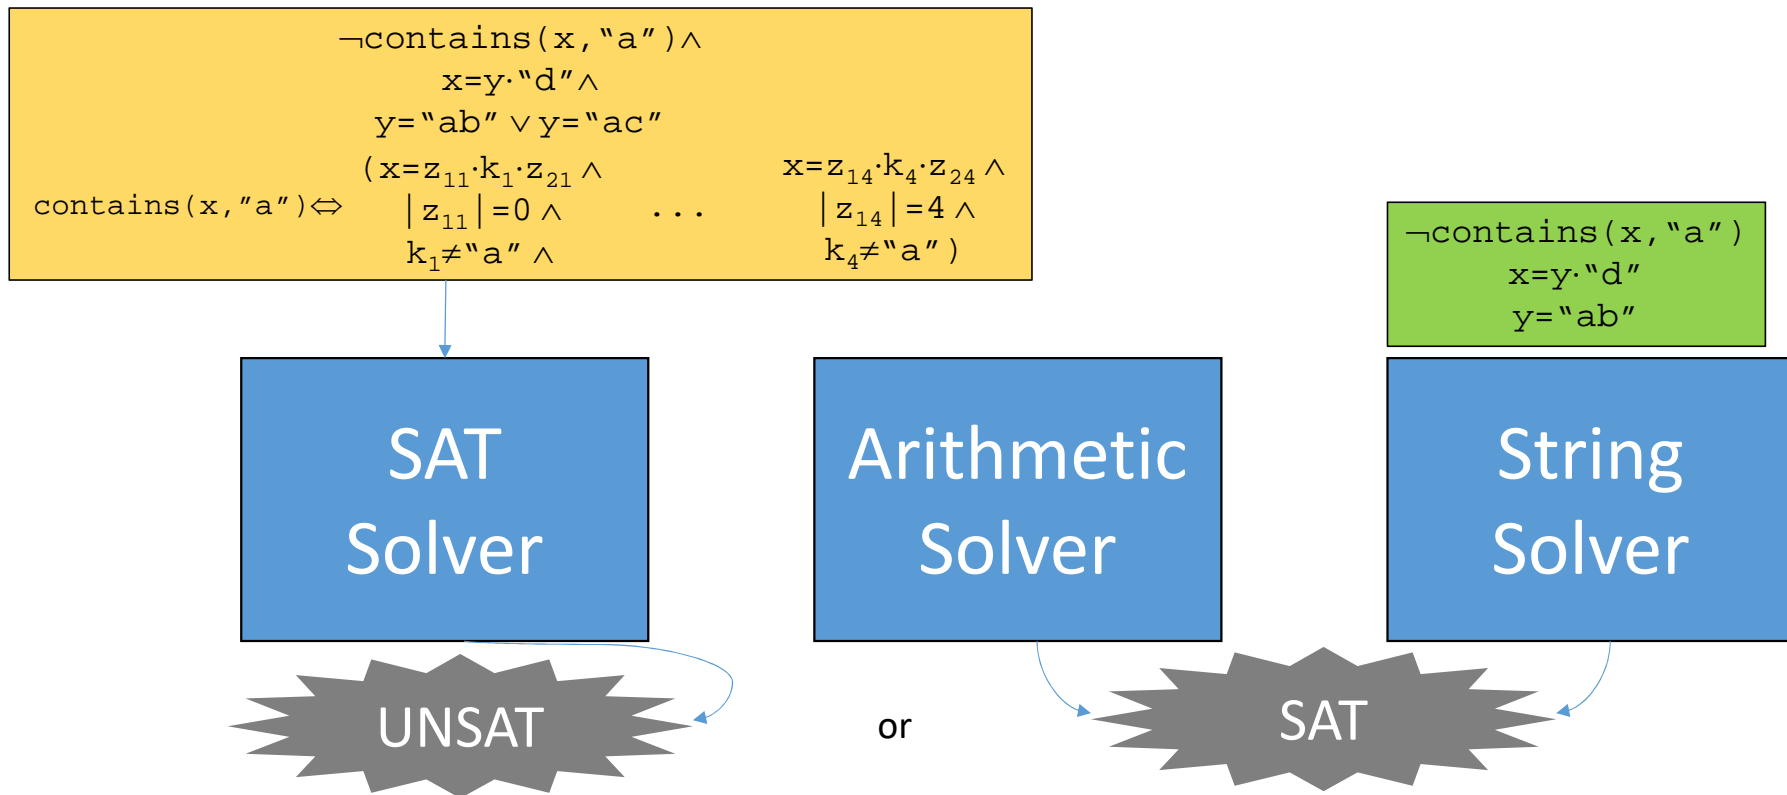 ¬contains(x,“a”)∧
x=y·“d”∧
y=“ab”∨y=“ac”
(x=z₁₁·k₁·z₂₁∧ x=z₁₄·k₄·z₂₄∧
contains(x,”a”)⇔ |z₁₁|=0∧ ... |z₁₄|=4∧
k₁≠“a”∧ k₄≠“a”)
¬contains(x,“a”)
x=y·“d”
y=“ab”
SAT
Solver
Arithmetic
Solver
String
Solver
UNSAT
or
SAT